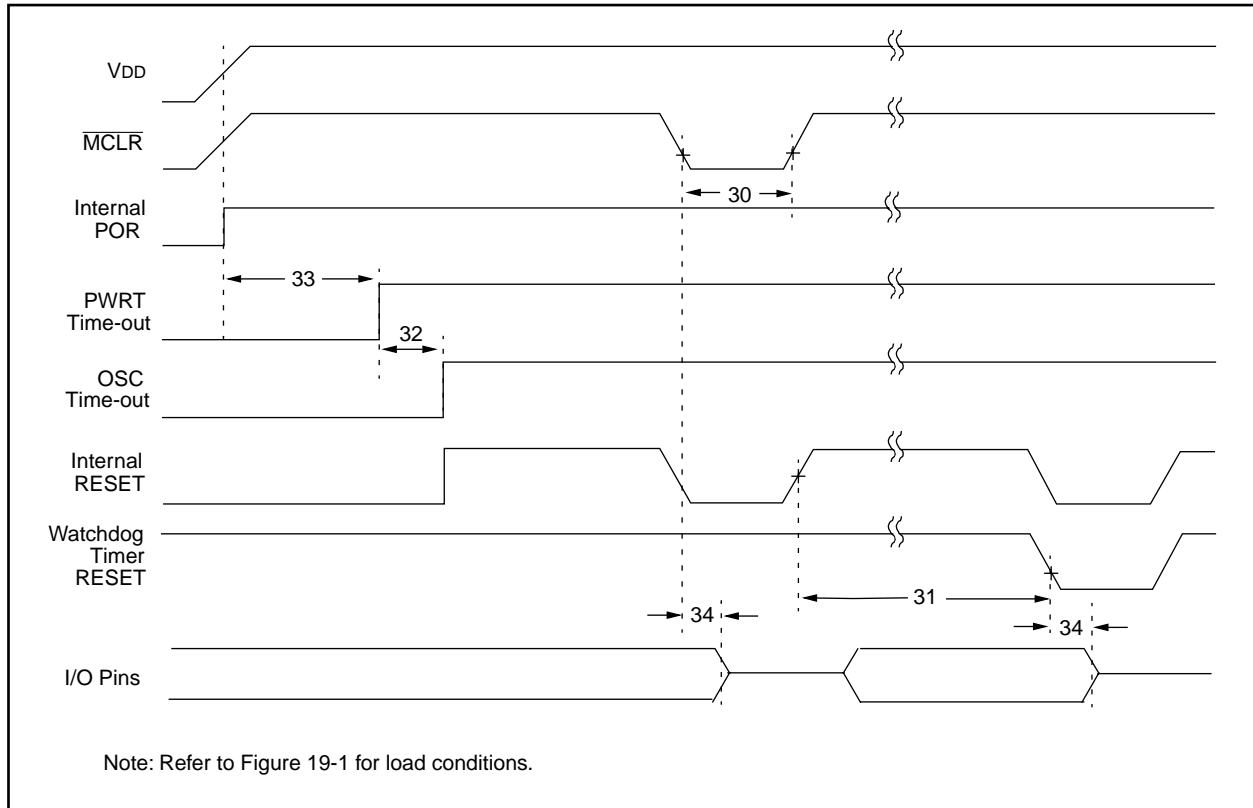 VDD
MCLR
Internal
POR
30
33
PWRT
Time-out
32
OSC
Time-out
Internal
RESET
Watchdog
Timer
RESET
31
34
34
I/O Pins
Note: Refer to Figure 19-1 for load conditions.